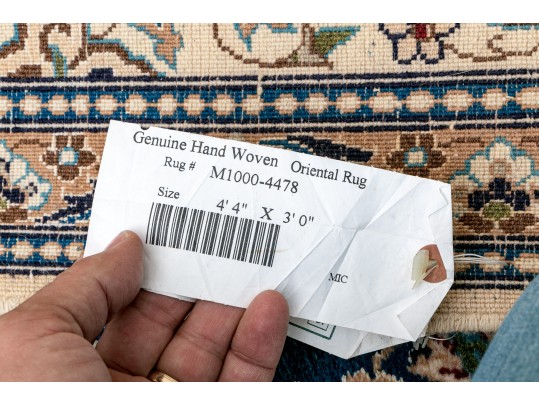 Genuine Hand Woven Oriental Rug
Rug # M1000-4478
Size 4' 4" X 3' 0"
MIC